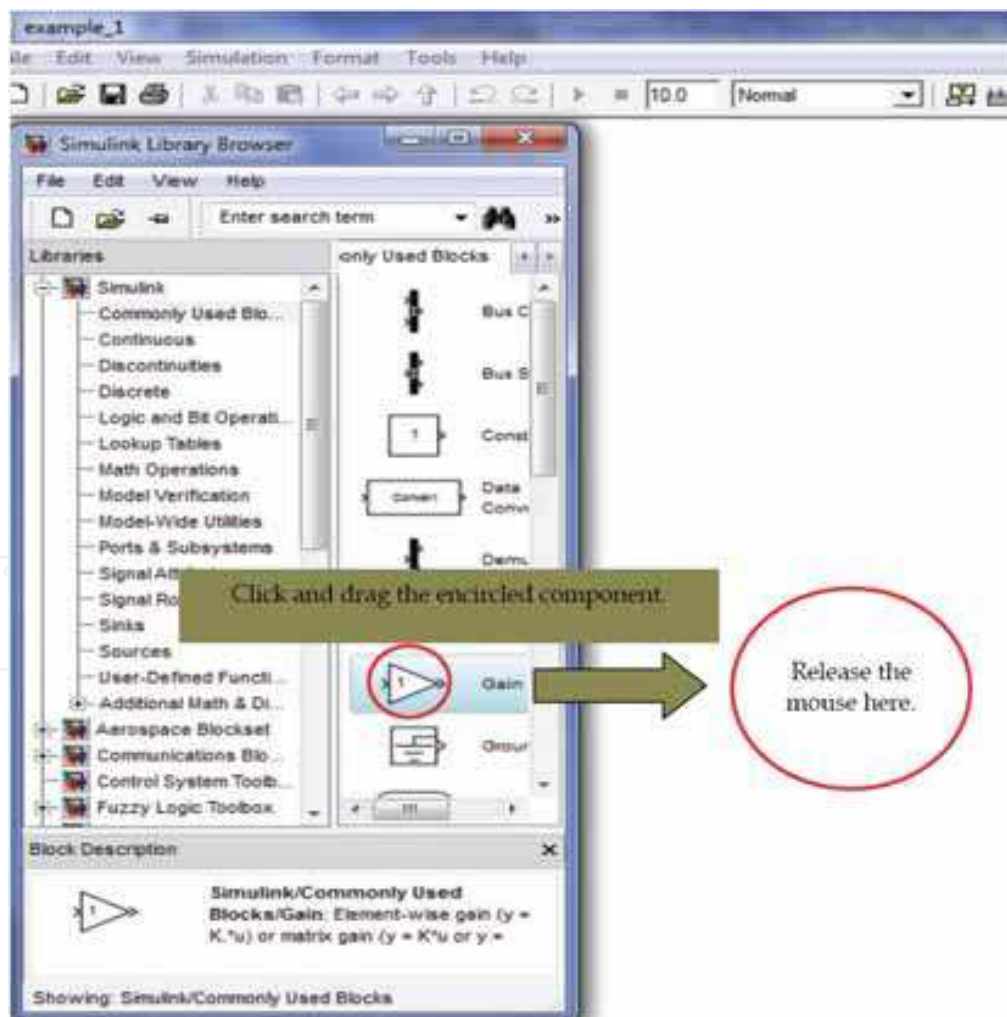 example_1
ile Edit View Simulation Format Tools Help
10.0 Normal
Simulink Library Browser
File Edit View Help
Enter search term
Libraries
only Used Blocks
Simulink
Commonly Used Blo...
Continuous
Discontinuities
Discrete
Logic and Bit Operati...
Lookup Tables
Math Operations
Model Verification
Model-Wide Utilities
Ports & Subsystems
Signal Att
Signal Ro
Sinks
Sources
User-Defined Functi...
Additional Math & Di...
Aerospace Blockset
Communications Blo...
Control System Toolb...
Fuzzy Logic Toolbox
Bus C
Bus S
1
Const
Convert
Data
Conv
Demu
Click and drag the encircled component.
1
Gain
Groun
Release the
mouse here.
Block Description
1
Simulink/Commonly Used
Blocks/Gain: Element-wise gain (y =
K.*u) or matrix gain (y = K*u or y =
Showing: Simulink/Commonly Used Blocks